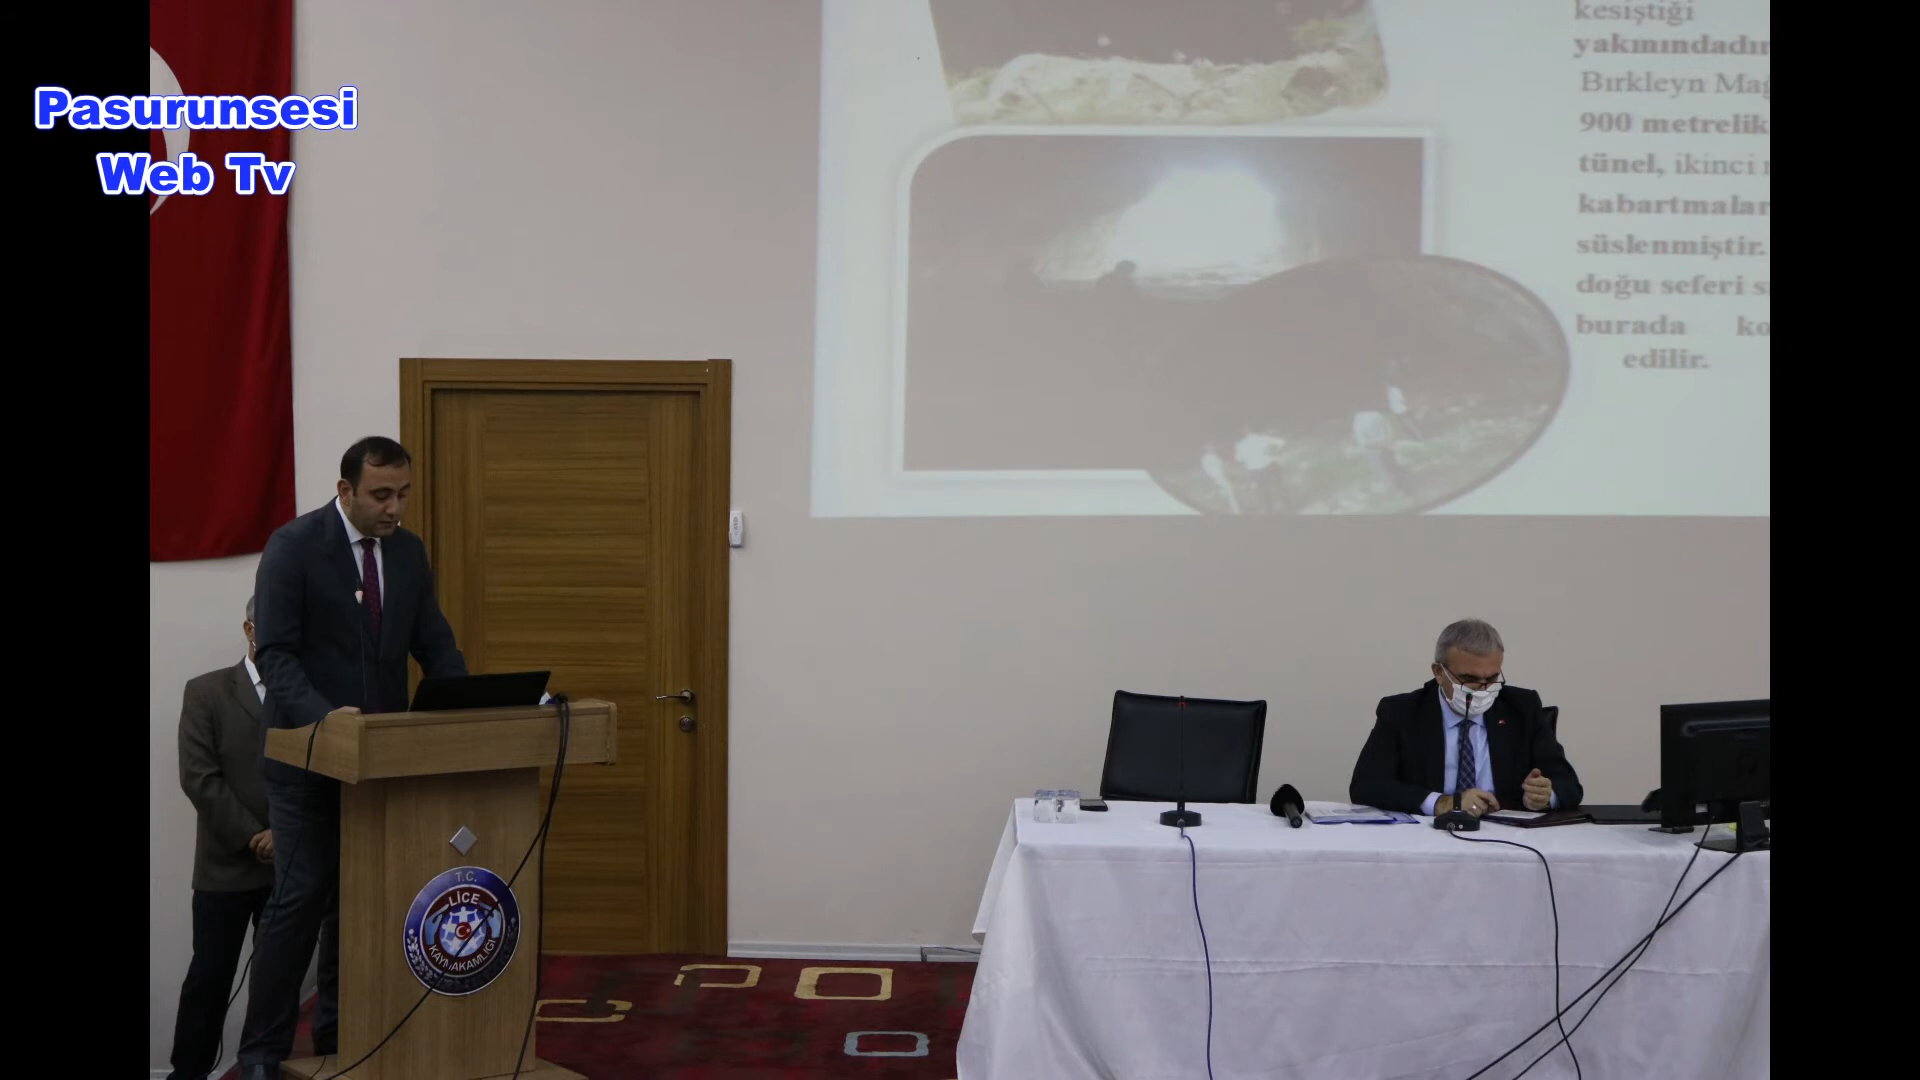 Pasurunsesi
Web Tv
kesiştiği
yakınındadır
Bırkleyn Mağ
900 metrelik
tünel, ikinci
kabartmalar
süslenmiştir.
doğu seferi
burada
edilir.
T.C.
LİCE
KAYMAKAMLIĞI